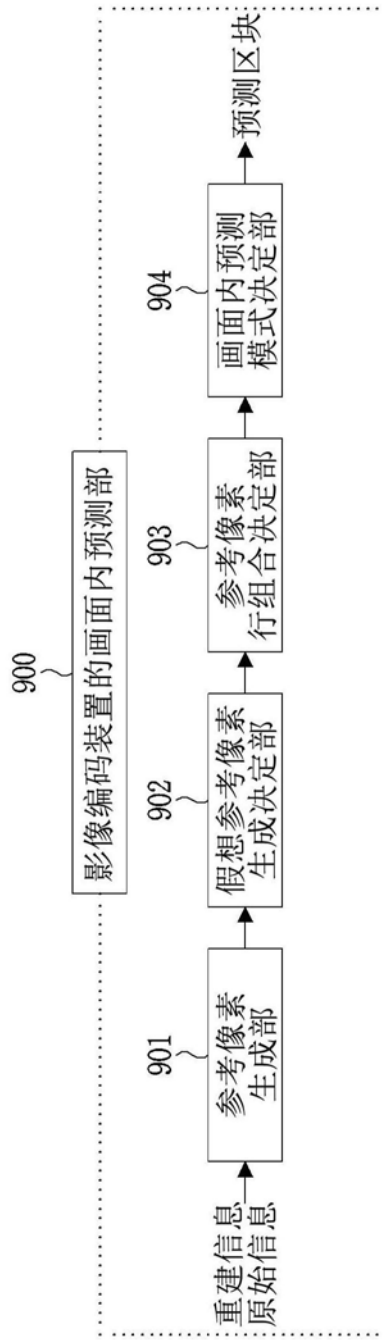 900
影像编码装置的画面内预测部
重建信息
原始信息
901
参考像素
生成部
902
假想参考像素
生成决定部
903
参考像素
行组合决定部
904
画面内预测
模式决定部
预测区块